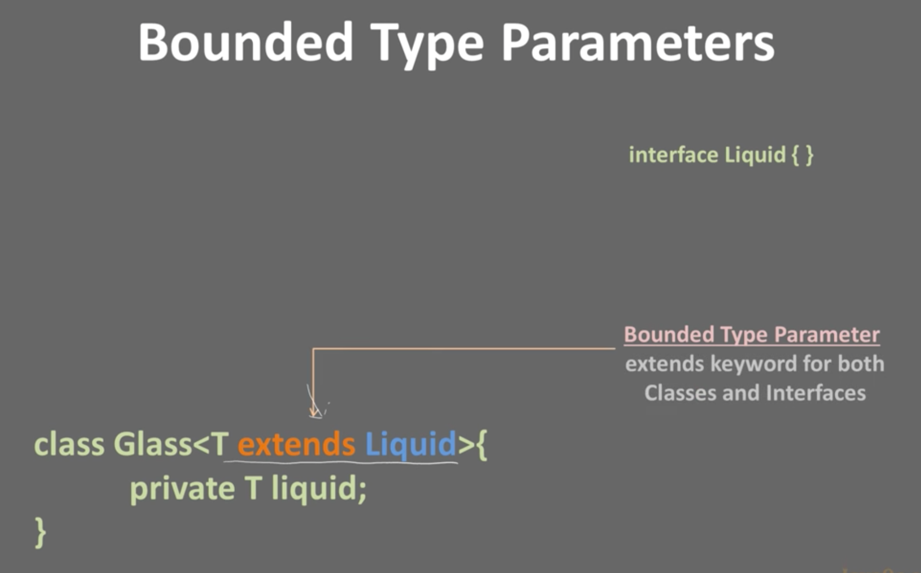 Bounded Type Parameters
interface Liquid { }
Bounded Type Parameter
extends keyword for both
Classes and Interfaces
class Glass<T extends Liquid>{
private T liquid;
}